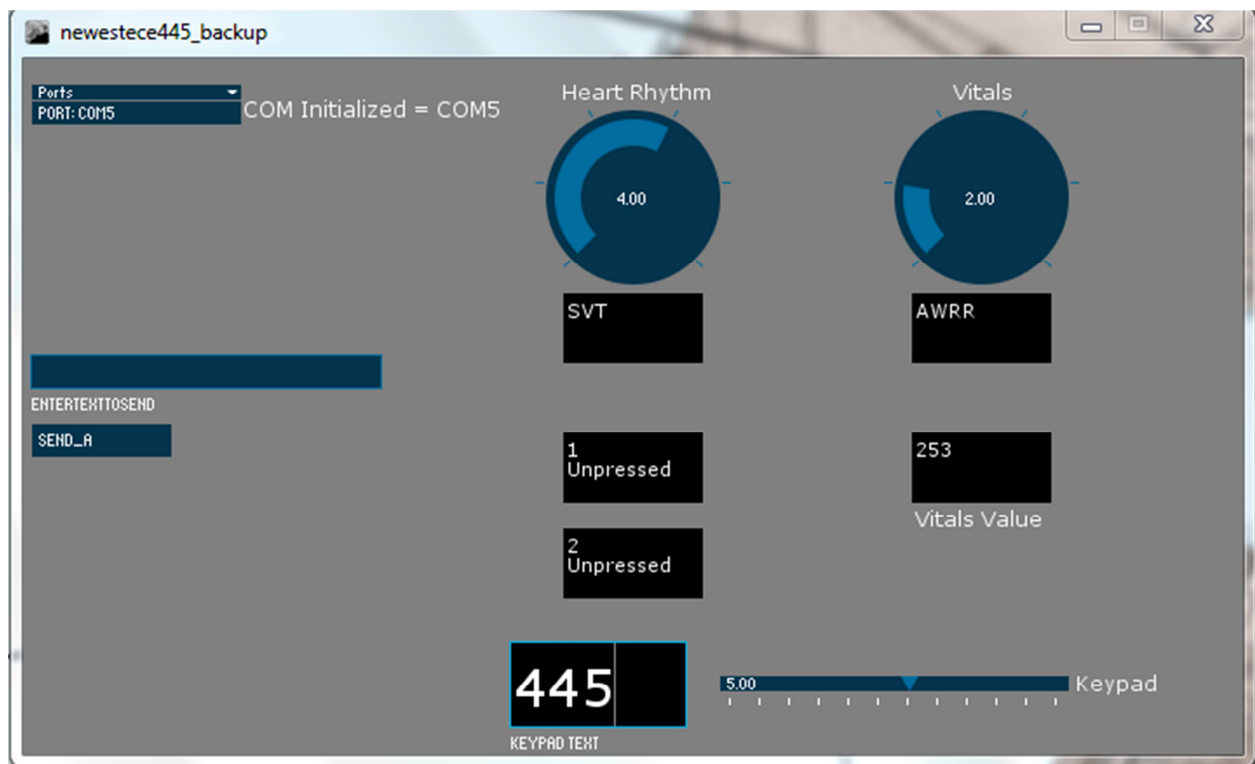 newestece445_backup
Ports
PORT: COM5
COM Initialized = COM5
Heart Rhythm
Vitals
4.00
2.00
SVT
AWRR
ENTERTEXTTOSEND
SEND_A
1
Unpressed
253
Vitals Value
2
Unpressed
445
5.00
Keypad
KEYPAD TEXT